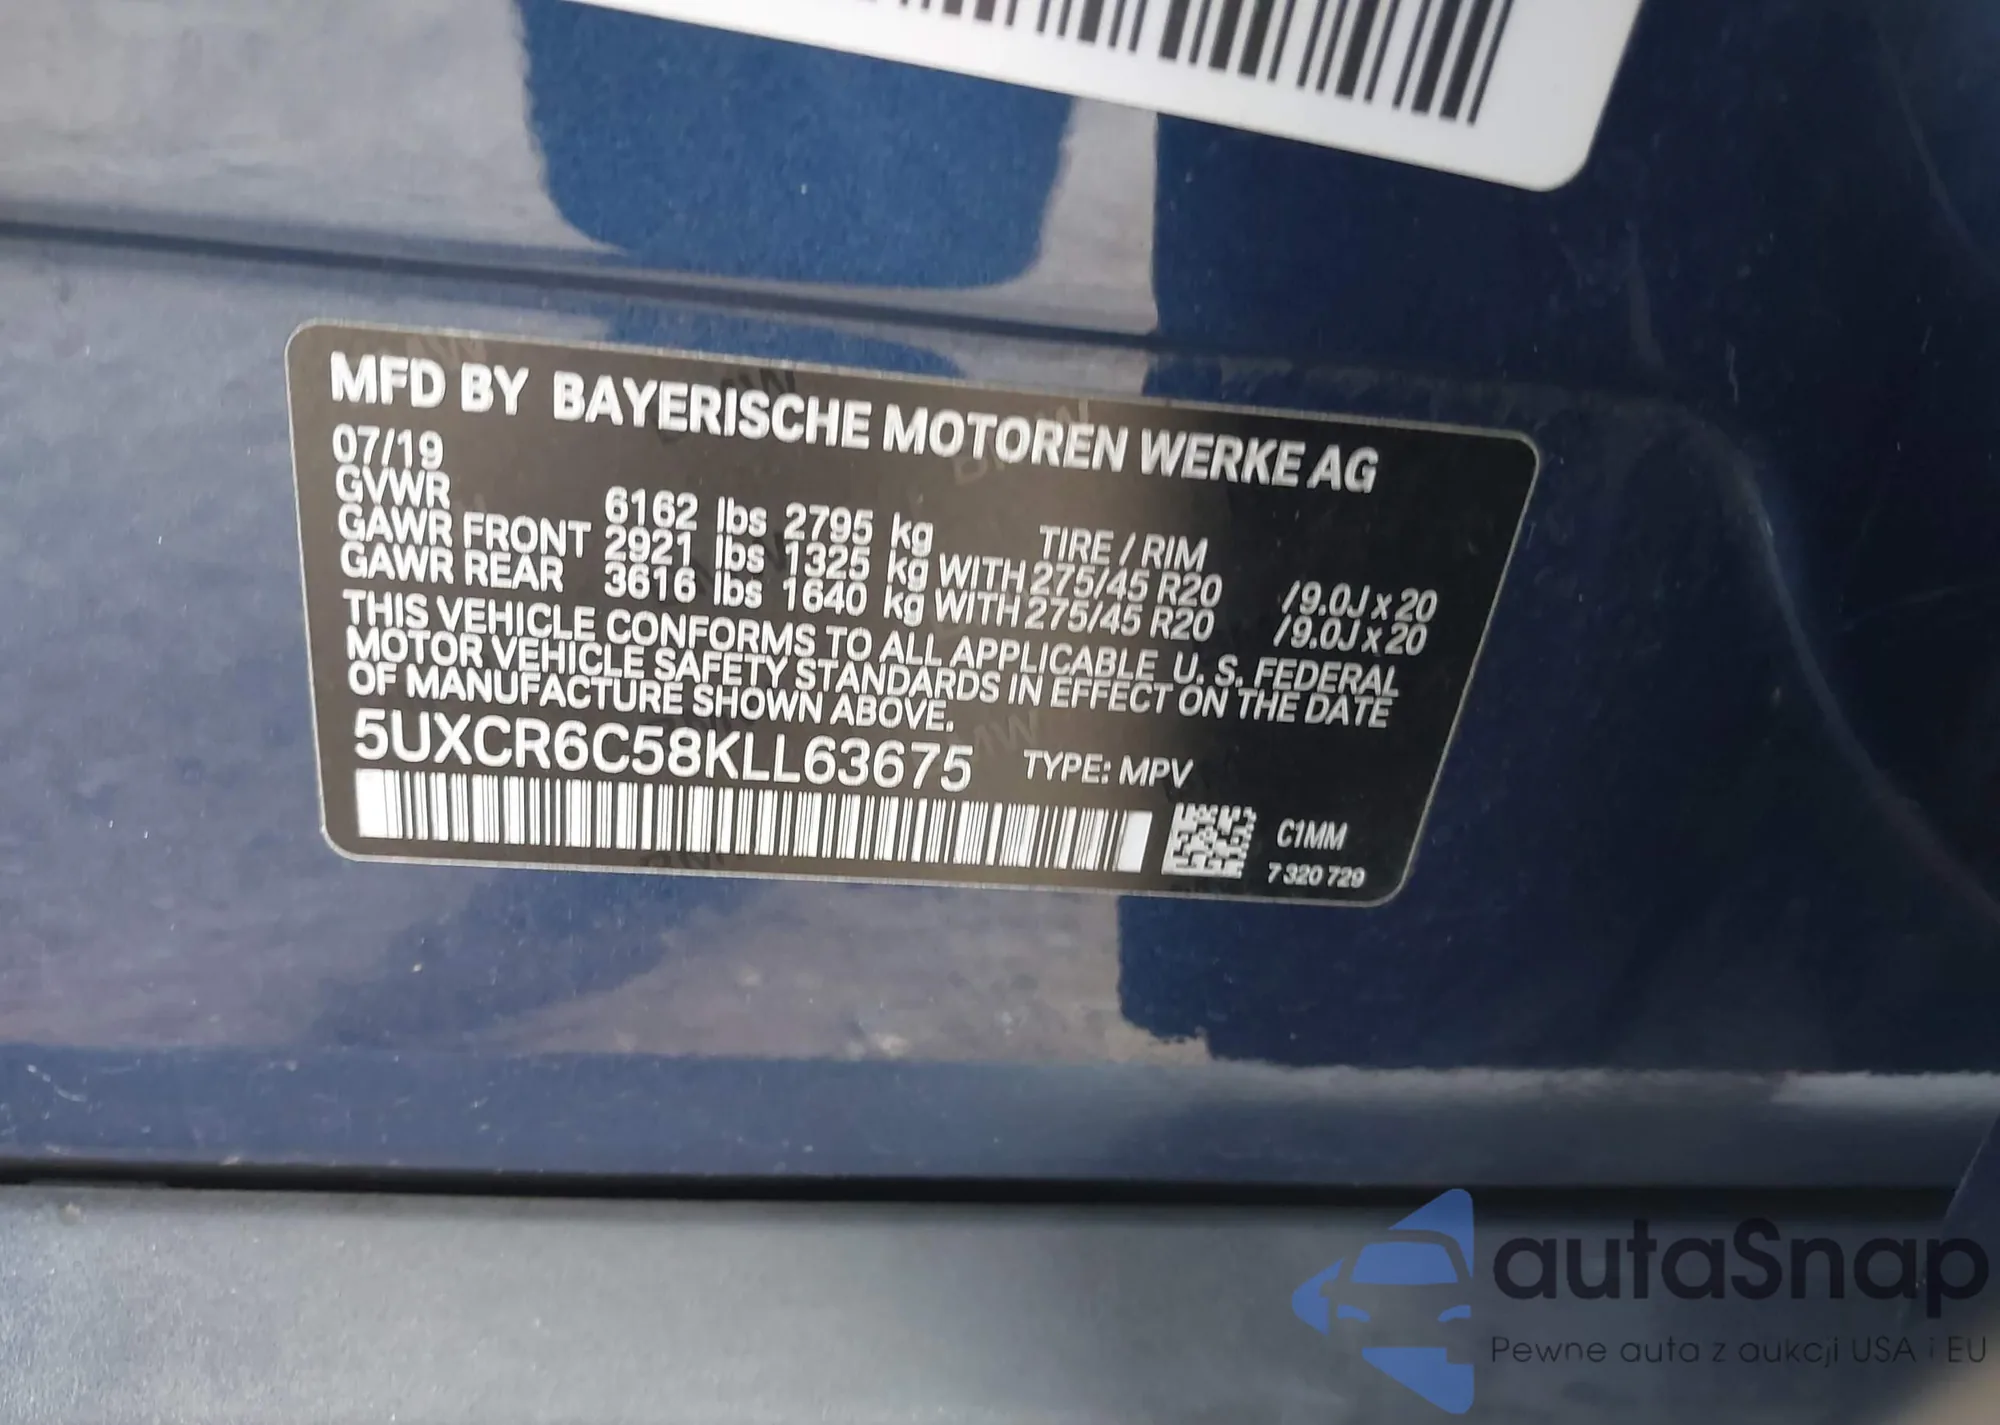 MFD BY BAYERISCHE MOTOREN WERKE AG
07/19
GVWR 6162 lbs 2795 kg TIRE / RIM
GAWR FRONT 2921 lbs 1325 kg WITH 275/45 R20 /9.0J x 20
GAWR REAR 3616 lbs 1640 kg WITH 275/45 R20 /9.0J x 20
THIS VEHICLE CONFORMS TO ALL APPLICABLE U. S. FEDERAL
MOTOR VEHICLE SAFETY STANDARDS IN EFFECT ON THE DATE
OF MANUFACTURE SHOWN ABOVE.
5UXCR6C58KLL63675 TYPE: MPV
C1MM
7 320 729
autaSnap
Pewne auta z aukcji USA i EU